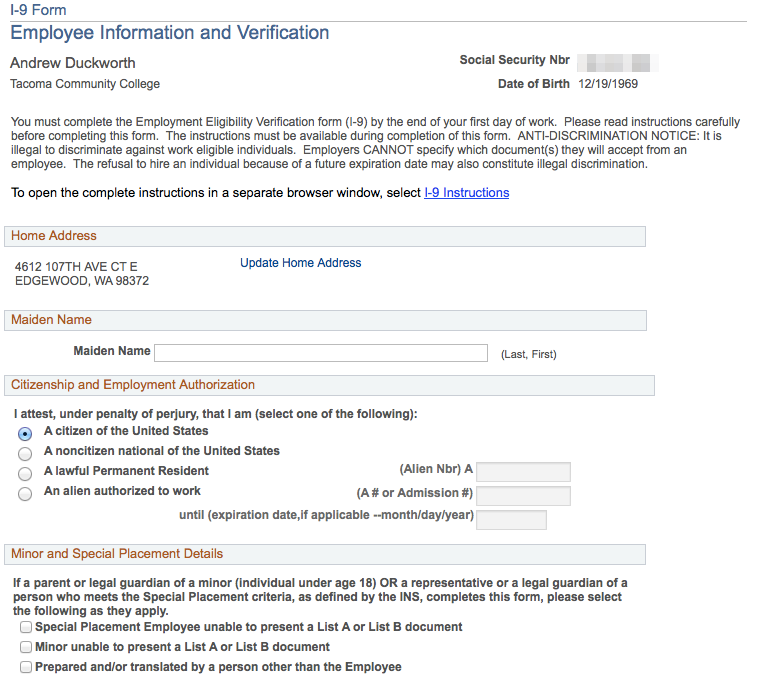 I-9 Form
Employee Information and Verification
Andrew Duckworth
Social Security Nbr
Tacoma Community College
Date of Birth 12/19/1969
You must complete the Employment Eligibility Verification form (I-9) by the end of your first day of work. Please read instructions carefully
before completing this form. The instructions must be available during completion of this form. ANTI-DISCRIMINATION NOTICE: It is
illegal to discriminate against work eligible individuals. Employers CANNOT specify which document(s) they will accept from an
employee. The refusal to hire an individual because of a future expiration date may also constitute illegal discrimination.
To open the complete instructions in a separate browser window, select I-9 Instructions
Home Address
4612 107TH AVE CT E
EDGEWOOD, WA 98372
Update Home Address
Maiden Name
Maiden Name (Last, First)
Citizenship and Employment Authorization
I attest, under penalty of perjury, that I am (select one of the following):
A citizen of the United States
A noncitizen national of the United States
A lawful Permanent Resident (Alien Nbr) A
An alien authorized to work (A # or Admission #)
until (expiration date,if applicable --month/day/year)
Minor and Special Placement Details
If a parent or legal guardian of a minor (individual under age 18) OR a representative or a legal guardian of a
person who meets the Special Placement criteria, as defined by the INS, completes this form, please select
the following as they apply.
Special Placement Employee unable to present a List A or List B document
Minor unable to present a List A or List B document
Prepared and/or translated by a person other than the Employee